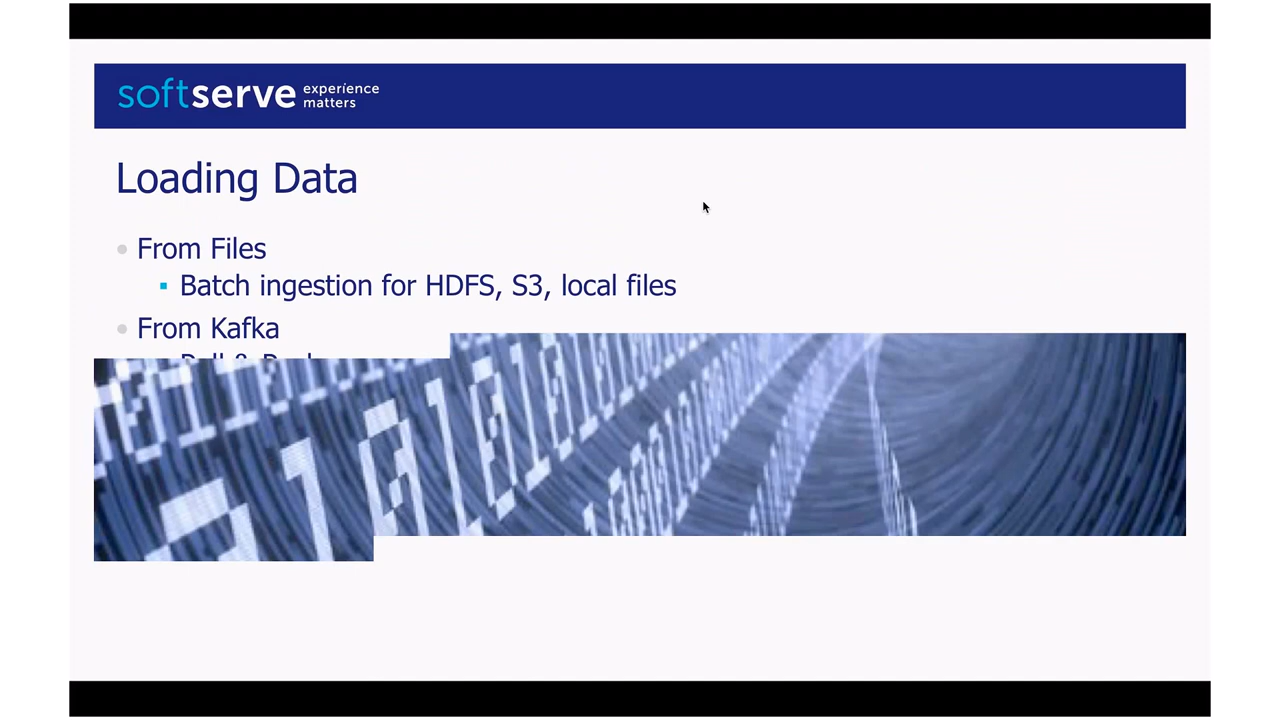 softserve experience
matters
Loading Data
From Files
Batch ingestion for HDFS, S3, local files
From Kafka